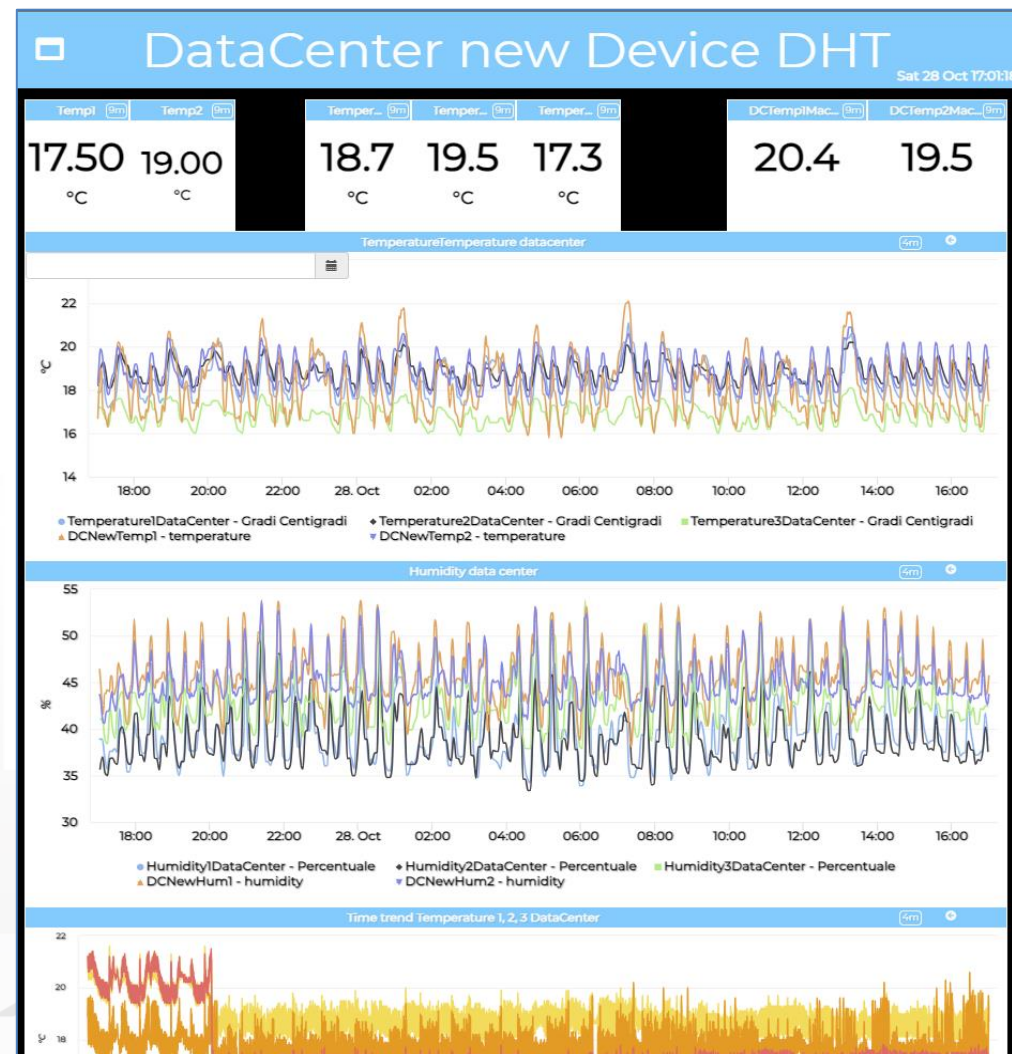 DataCenter new Device DHT
Sat 28 Oct 17:01:18
Temp1 9m Temp2 9m Temper... 9m Temper... 9m Temper... 9m DCTemp1Mac... 9m DCTemp2Mac... 9m
17.50 19.00 18.7 19.5 17.3 20.4 19.5
°C °C °C °C °C
TemperatureTemperature datacenter 4m
22
20
°C
18
16
14
18:00 20:00 22:00 28. Oct 02:00 04:00 06:00 08:00 10:00 12:00 14:00 16:00
Temperature1DataCenter - Gradi Centigradi Temperature2DataCenter - Gradi Centigradi Temperature3DataCenter - Gradi Centigradi
DCNewTemp1 - temperature DCNewTemp2 - temperature
Humidity data center 4m
55
50
45
%
40
35
30
18:00 20:00 22:00 28. Oct 02:00 04:00 06:00 08:00 10:00 12:00 14:00 16:00
Humidity1DataCenter - Percentuale Humidity2DataCenter - Percentuale Humidity3DataCenter - Percentuale
DCNewHum1 - humidity DCNewHum2 - humidity
Time trend Temperature 1, 2, 3 DataCenter 4m
22
20
°C 18